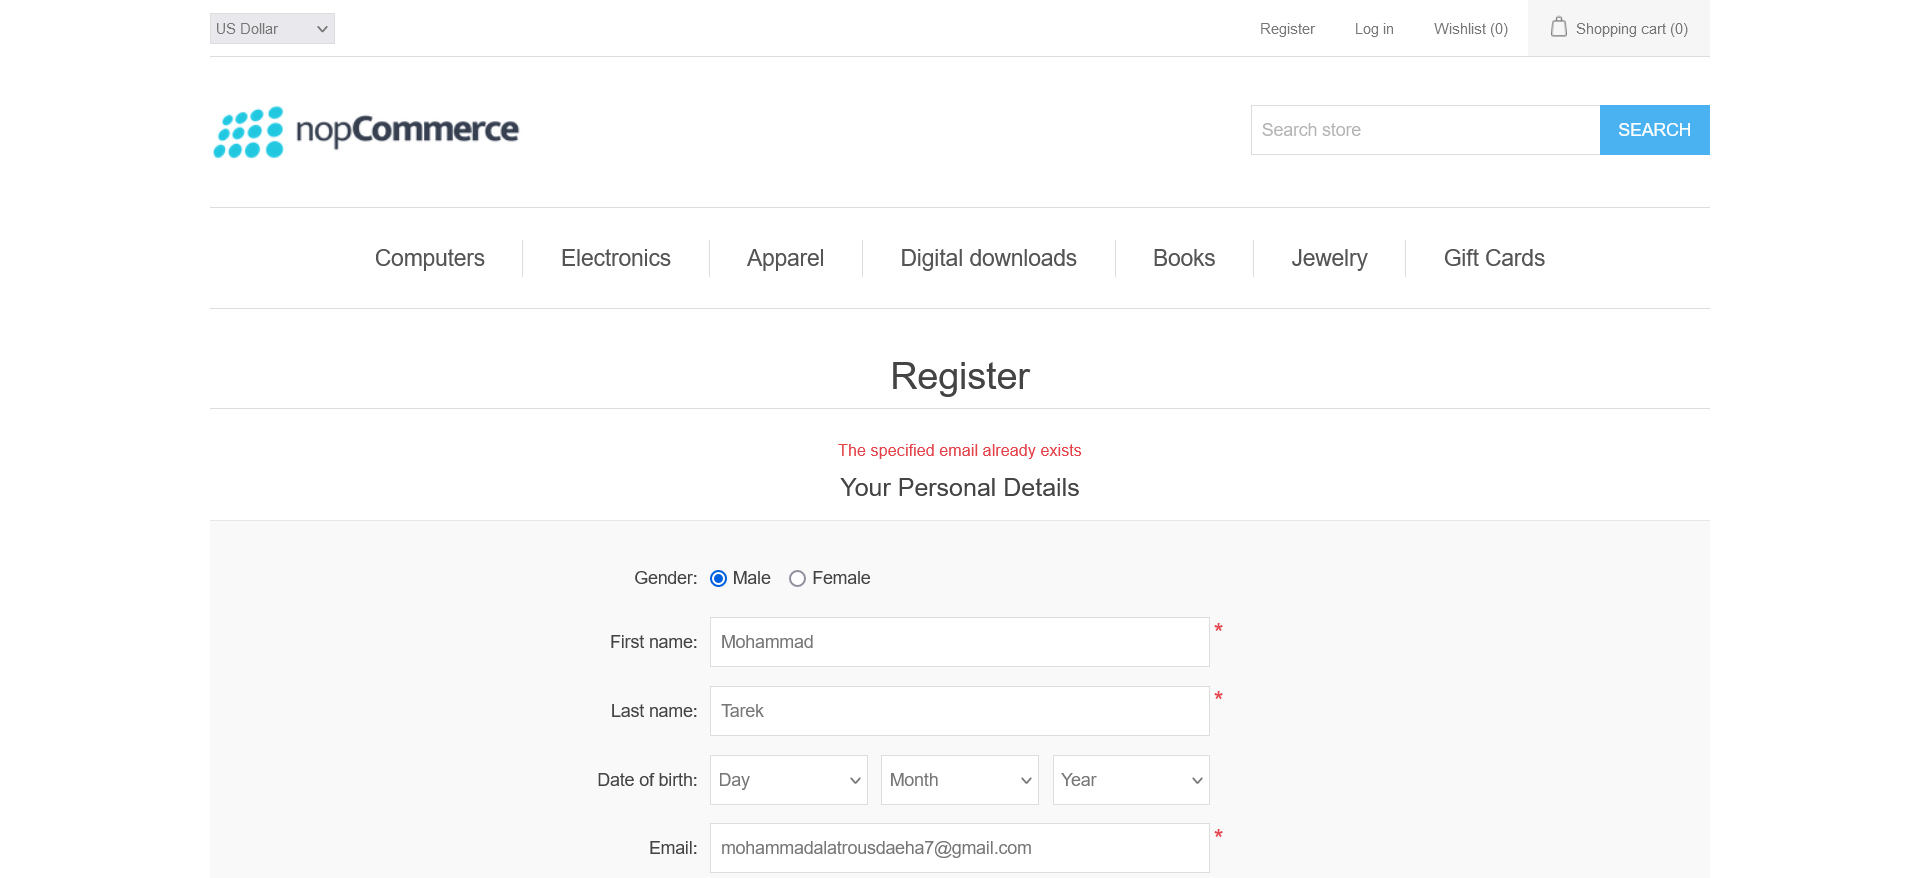 US Dollar Register Log in Wishlist (0) Shopping cart (0)
nopCommerce Search store SEARCH
Computers Electronics Apparel Digital downloads Books Jewelry Gift Cards
Register
The specified email already exists
Your Personal Details
Gender: Male Female
First name: Mohammad *
Last name: Tarek *
Date of birth: Day Month Year
Email: mohammadalatrousdaeha7@gmail.com *